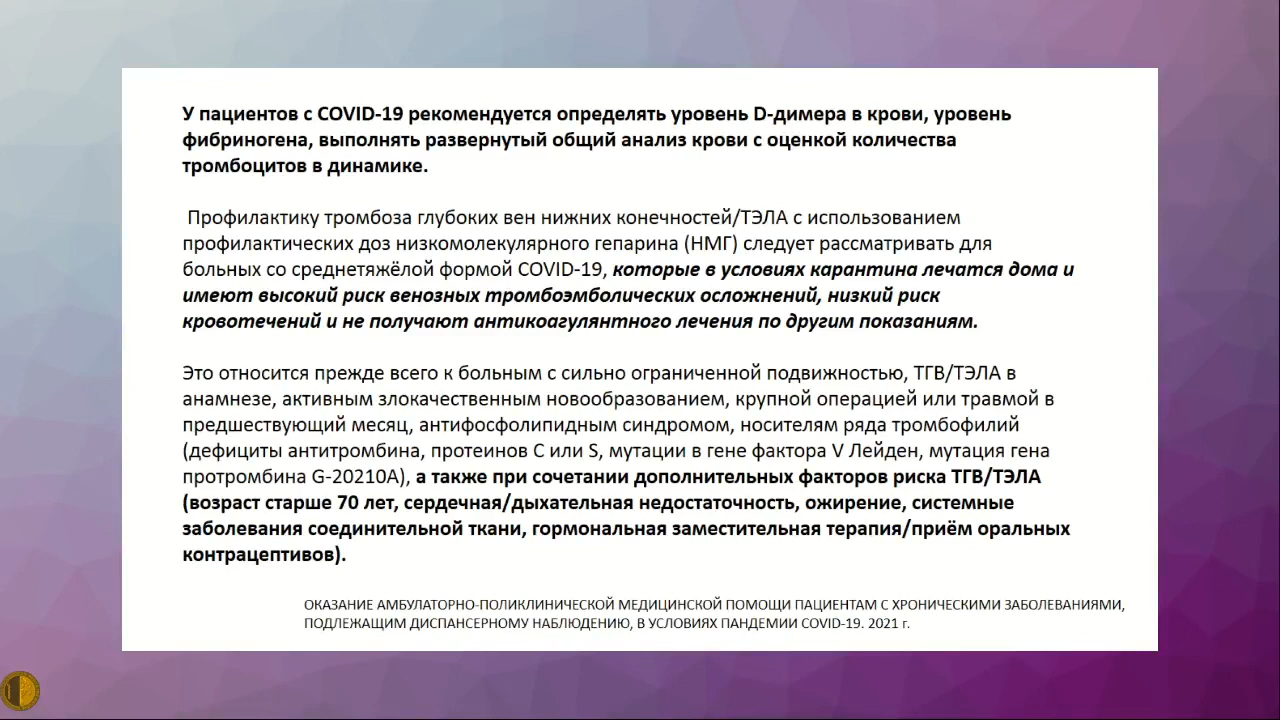 У пациентов с COVID-19 рекомендуется определять уровень D-димера в крови, уровень
фибриногена, выполнять развернутый общий анализ крови с оценкой количества
тромбоцитов в динамике.
Профилактику тромбоза глубоких вен нижних конечностей/ТЭЛА с использованием
профилактических доз низкомолекулярного гепарина (НМГ) следует рассматривать для
больных со среднетяжёлой формой COVID-19, которые в условиях карантина лечатся дома и
имеют высокий риск венозных тромбоэмболических осложнений, низкий риск
кровотечений и не получают антикоагулянтного лечения по другим показаниям.
Это относится прежде всего к больным с сильно ограниченной подвижностью, ТГВ/ТЭЛА в
анамнезе, активным злокачественным новообразованием, крупной операцией или травмой в
предшествующий месяц, антифосфолипидным синдромом, носителям ряда тромбофилий
(дефициты антитромбина, протеинов С или S, мутации в гене фактора V Лейден, мутация гена
протромбина G-20210A), а также при сочетании дополнительных факторов риска ТГВ/ТЭЛА
(возраст старше 70 лет, сердечная/дыхательная недостаточность, ожирение, системные
заболевания соединительной ткани, гормональная заместительная терапия/приём оральных
контрацептивов).
ОКАЗАНИЕ АМБУЛАТОРНО-ПОЛИКЛИНИЧЕСКОЙ МЕДИЦИНСКОЙ ПОМОЩИ ПАЦИЕНТАМ С ХРОНИЧЕСКИМИ ЗАБОЛЕВАНИЯМИ,
ПОДЛЕЖАЩИМ ДИСПАНСЕРНОМУ НАБЛЮДЕНИЮ, В УСЛОВИЯХ ПАНДЕМИИ COVID-19. 2021 г.